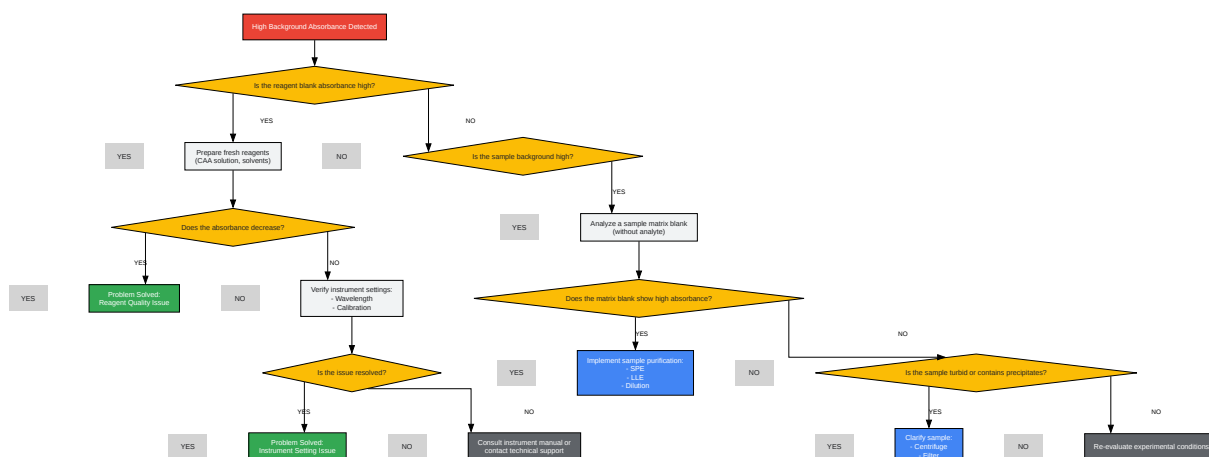 High Background Absorbance Detected
Is the reagent blank absorbance high?
YES
NO
YES
Prepare fresh reagents
(CAA solution, solvents)
NO
Is the sample background high?
YES
YES
Analyze a sample matrix blank
(without analyte)
Does the absorbance decrease?
YES
NO
YES
Problem Solved:
Reagent Quality Issue
NO
Verify instrument settings:
- Wavelength
- Calibration
Does the matrix blank show high absorbance?
YES
NO
YES
Implement sample purification:
- SPE
- LLE
- Dilution
NO
Is the issue resolved?
Is the sample turbid or contains precipitates?
YES
NO
YES
NO
YES
Problem Solved:
Instrument Setting Issue
NO
Consult instrument manual or
contact technical support
YES
Clarify sample:
- Centrifuge
- Filter
NO
Re-evaluate experimental conditions